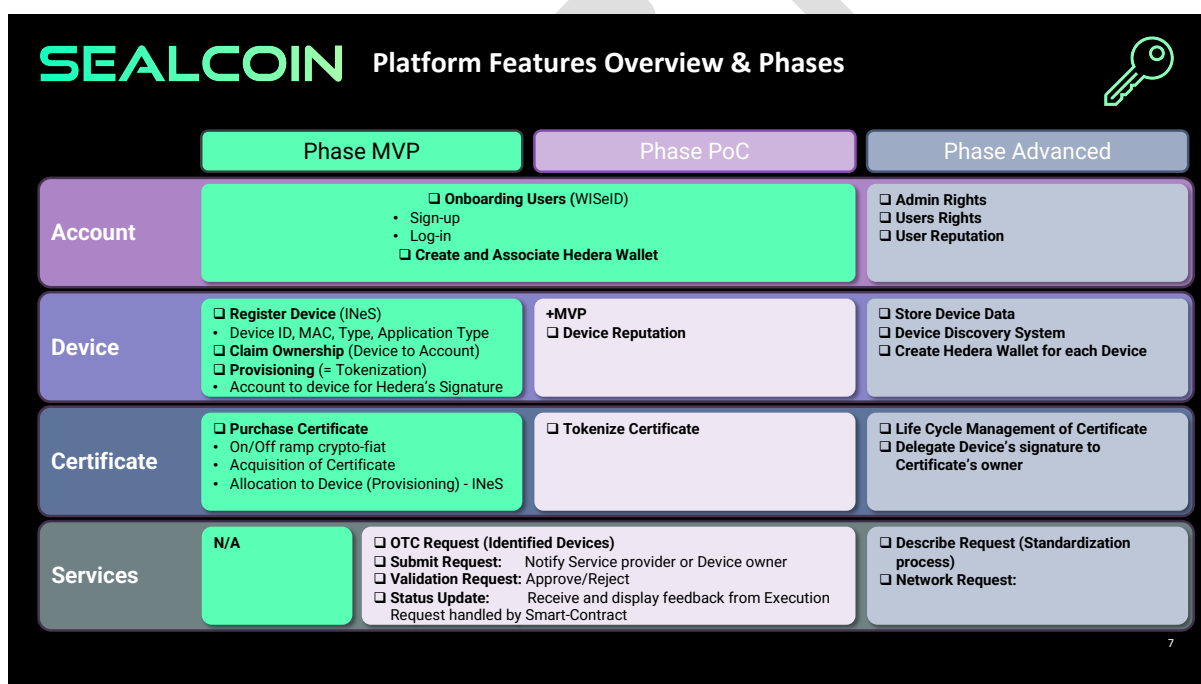 SEALCOIN Platform Features Overview & Phases
Phase MVP
Phase PoC
Phase Advanced
Account
❑ Onboarding Users (WISeID)
• Sign-up
• Log-in
❑ Create and Associate Hedera Wallet
❑ Admin Rights
❑ Users Rights
❑ User Reputation
Device
❑ Register Device (INeS)
• Device ID, MAC, Type, Application Type
❑ Claim Ownership (Device to Account)
❑ Provisioning (= Tokenization)
• Account to device for Hedera's Signature
+MVP
❑ Device Reputation
❑ Store Device Data
❑ Device Discovery System
❑ Create Hedera Wallet for each Device
Certificate
❑ Purchase Certificate
• On/Off ramp crypto-fiat
• Acquisition of Certificate
• Allocation to Device (Provisioning) - INeS
❑ Tokenize Certificate
❑ Life Cycle Management of Certificate
❑ Delegate Device's signature to
Certificate's owner
Services
N/A
❑ OTC Request (Identified Devices)
❑ Submit Request: Notify Service provider or Device owner
❑ Validation Request: Approve/Reject
❑ Status Update: Receive and display feedback from Execution
Request handled by Smart-Contract
❑ Describe Request (Standardization
process)
❑ Network Request:
7